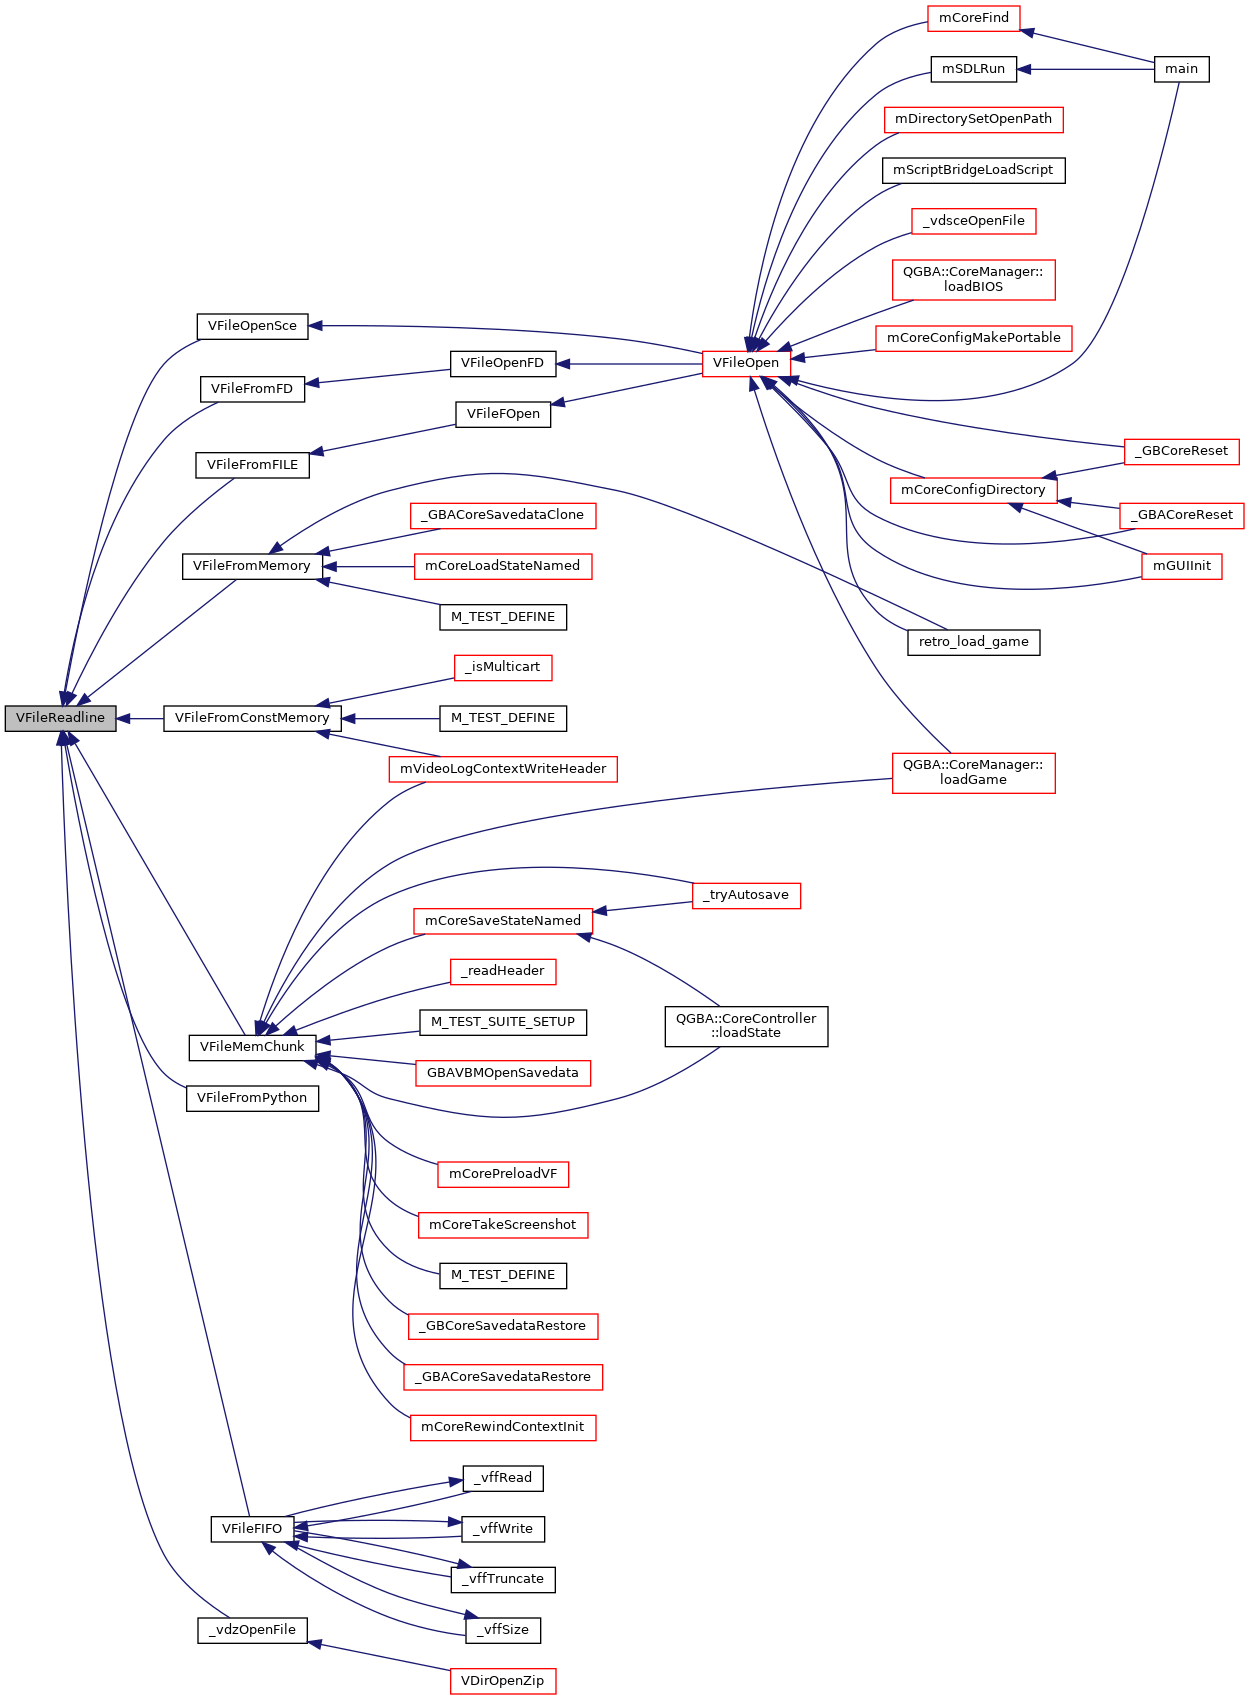 mCoreFind
mSDLRun
main
mDirectorySetOpenPath
mScriptBridgeLoadScript
_vdsceOpenFile
QGBA::CoreManager::
loadBIOS
VFileOpenSce
mCoreConfigMakePortable
VFileOpenFD
VFileOpen
VFileFromFD
VFileFOpen
_GBCoreReset
VFileFromFILE
mCoreConfigDirectory
_GBACoreSavedataClone
_GBACoreReset
VFileFromMemory
mCoreLoadStateNamed
mGUIInit
M_TEST_DEFINE
retro_load_game
_isMulticart
VFileReadline
VFileFromConstMemory
M_TEST_DEFINE
mVideoLogContextWriteHeader
QGBA::CoreManager::
loadGame
_tryAutosave
mCoreSaveStateNamed
_readHeader
M_TEST_SUITE_SETUP
QGBA::CoreController
::loadState
VFileMemChunk
GBAVBMOpenSavedata
VFileFromPython
mCorePreloadVF
mCoreTakeScreenshot
M_TEST_DEFINE
_GBCoreSavedataRestore
_GBACoreSavedataRestore
mCoreRewindContextInit
_vffRead
VFileFIFO
_vffWrite
_vffTruncate
_vdzOpenFile
_vffSize
VDirOpenZip